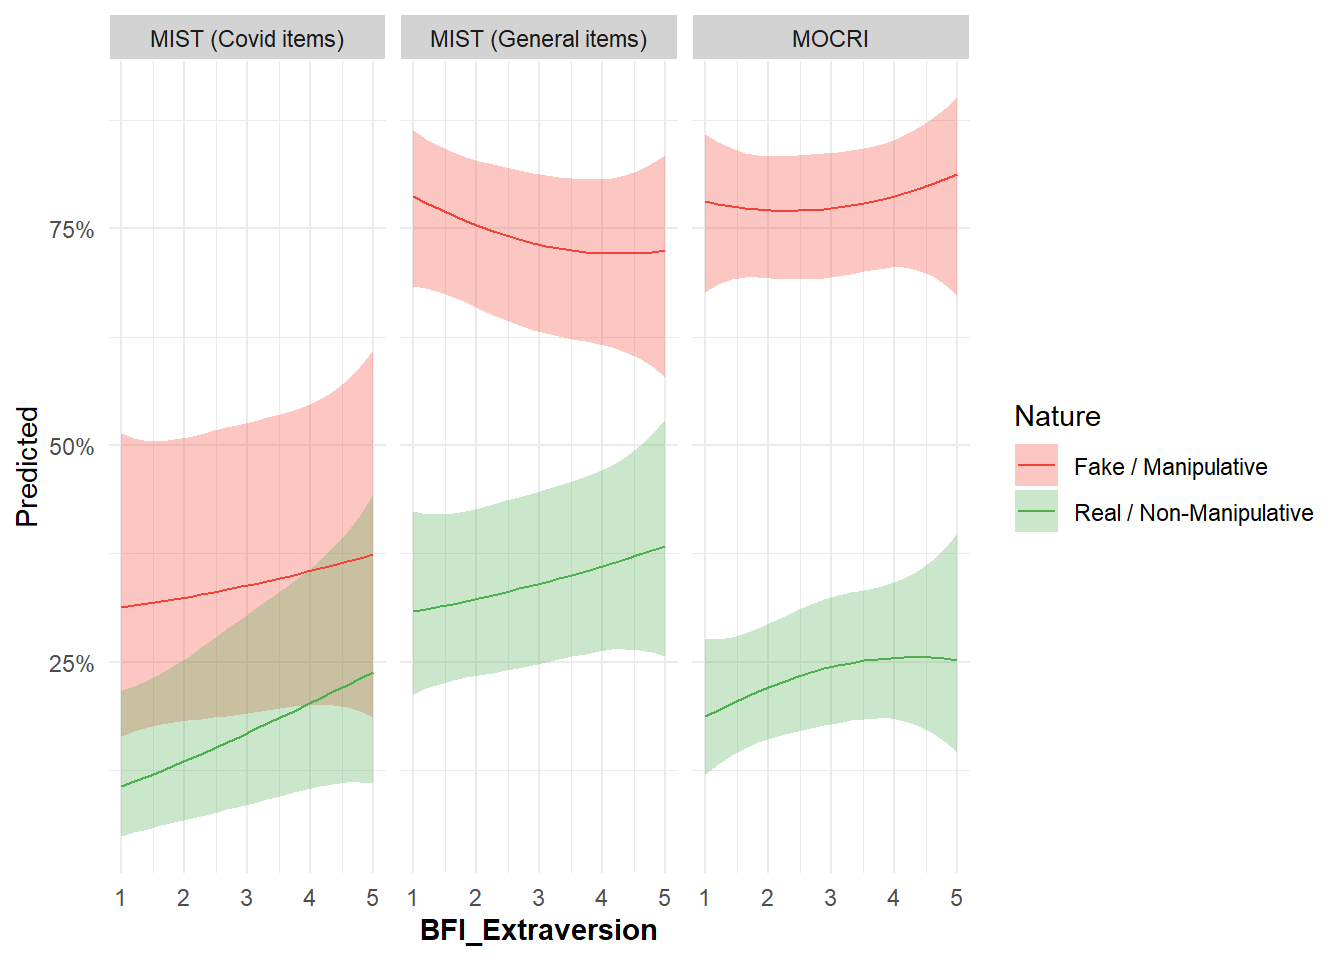 MIST (Covid items) MIST (General items) MOCRI
75%
50%
25%
Predicted
1 2 3 4 5 1 2 3 4 5 1 2 3 4 5
BFI_Extraversion
Nature
Fake / Manipulative
Real / Non-Manipulative